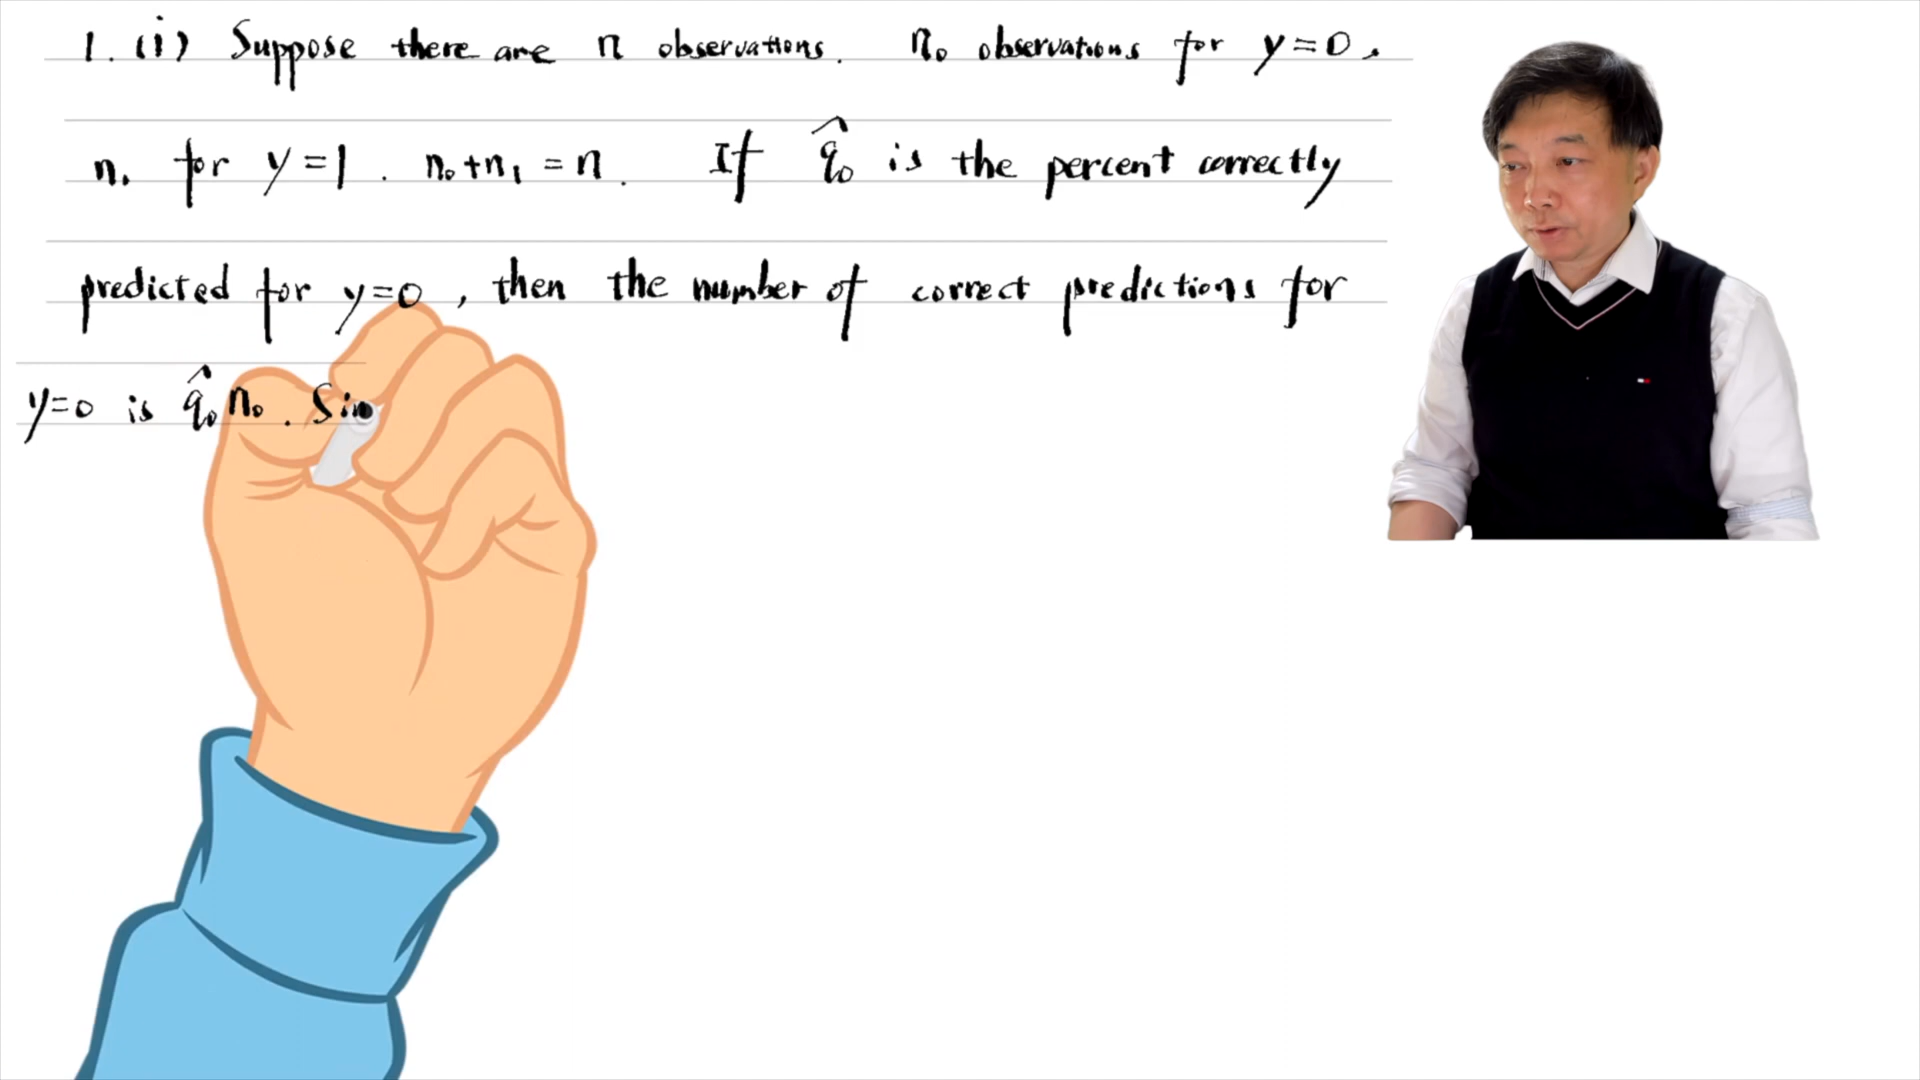 1. (i) Suppose there are n observations. n₀ observations for y=0,
n₁ for y=1. n₀+n₁ = n. If q̂₀ is the percent correctly
predicted for y=0, then the number of correct predictions for
y=0 is q̂₀n₀. Sin